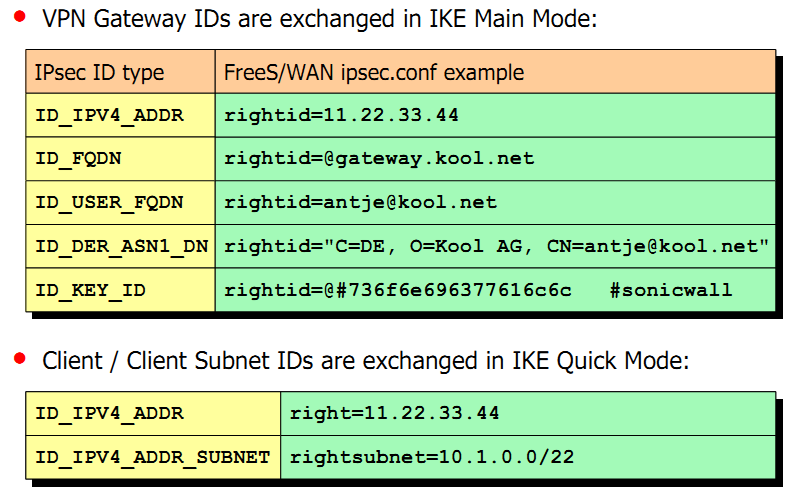 VPN Gateway IDs are exchanged in IKE Main Mode:
IPsec ID type FreeS/WAN ipsec.conf example
ID_IPV4_ADDR rightid=11.22.33.44
ID_FQDN rightid=@gateway.kool.net
ID_USER_FQDN rightid=antje@kool.net
ID_DER_ASN1_DN rightid="C=DE, O=Kool AG, CN=antje@kool.net"
ID_KEY_ID rightid=@#736f6e696377616c6c #sonicwall
Client / Client Subnet IDs are exchanged in IKE Quick Mode:
ID_IPV4_ADDR right=11.22.33.44
ID_IPV4_ADDR_SUBNET rightsubnet=10.1.0.0/22